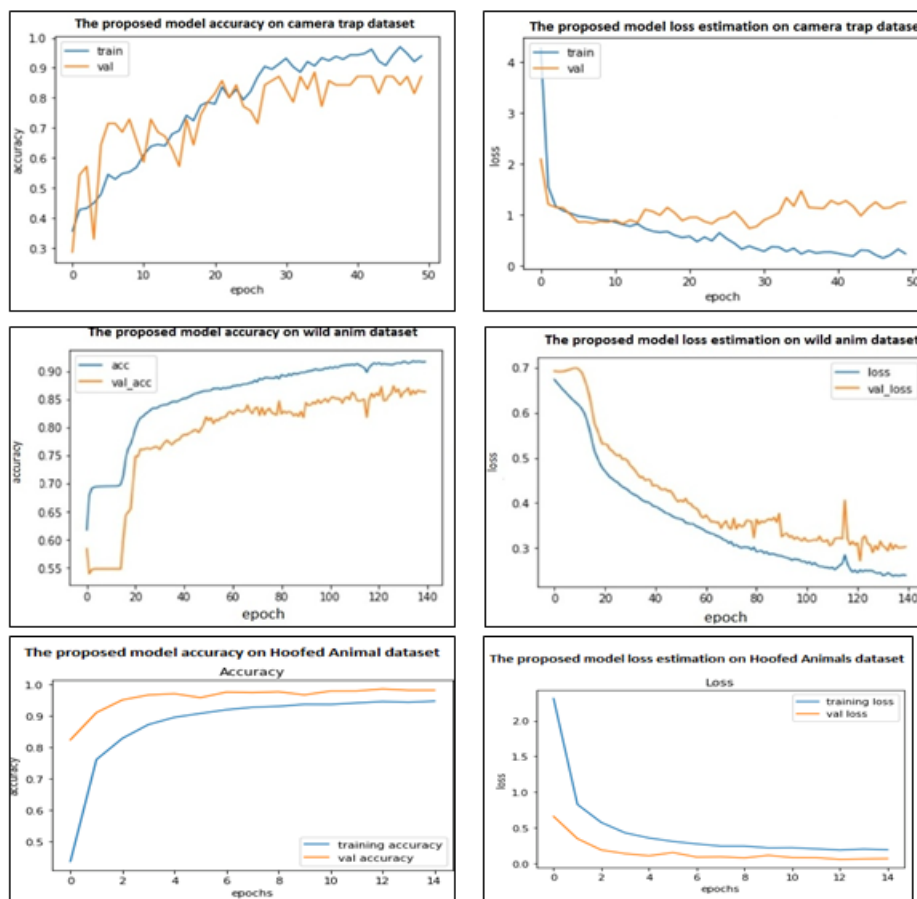 The proposed model accuracy on camera trap dataset
1.0
0.9
0.8
0.7
0.6
0.5
0.4
0.3
accuracy
train
val
0 10 20 30 40 50
epoch
The proposed model loss estimation on camera trap dataset
4
3
2
1
0
loss
train
val
0 10 20 30 40 50
epoch
The proposed model accuracy on wild anim dataset
0.90
0.85
0.80
0.75
0.70
0.65
0.60
0.55
accuracy
acc
val_acc
0 20 40 60 80 100 120 140
epoch
The proposed model loss estimation on wild anim dataset
0.7
0.6
0.5
0.4
0.3
loss
loss
val_loss
0 20 40 60 80 100 120 140
epoch
The proposed model accuracy on Hoofed Animal dataset
Accuracy
1.0
0.9
0.8
0.7
0.6
0.5
accuracy
training accuracy
val accuracy
0 2 4 6 8 10 12 14
epochs
The proposed model loss estimation on Hoofed Animals dataset
Loss
2.0
1.5
1.0
0.5
0.0
loss
training loss
val loss
0 2 4 6 8 10 12 14
epochs